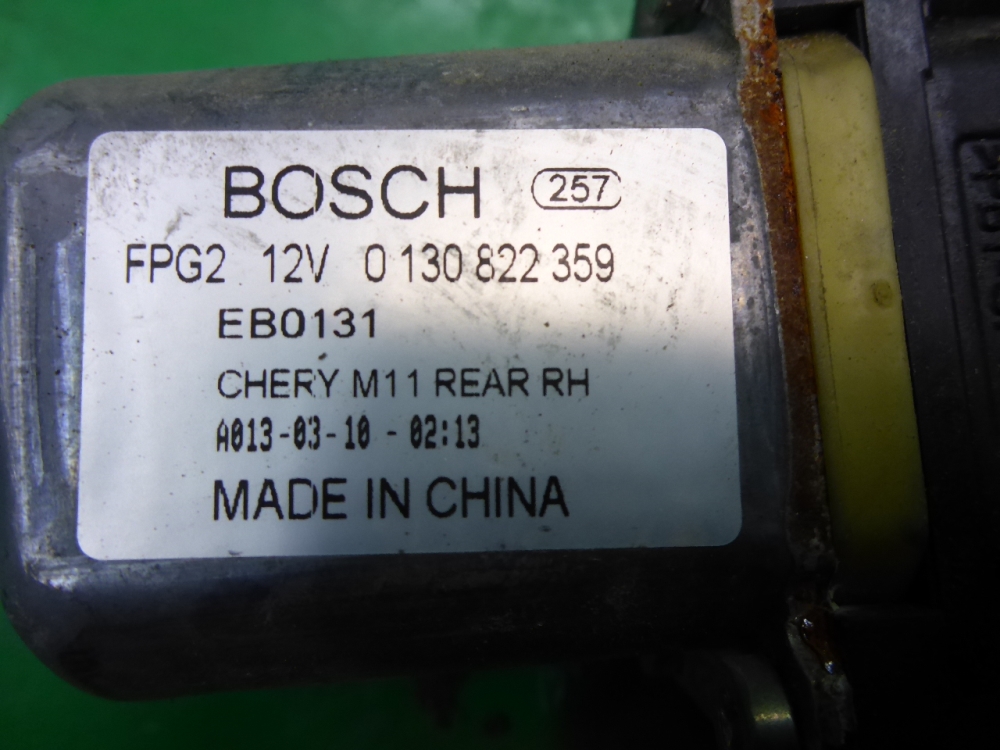 BOSCH 257
FPG2 12V 0 130 822 359
EB0131
CHERY M11 REAR RH
A013-03-10 - 02:13
MADE IN CHINA